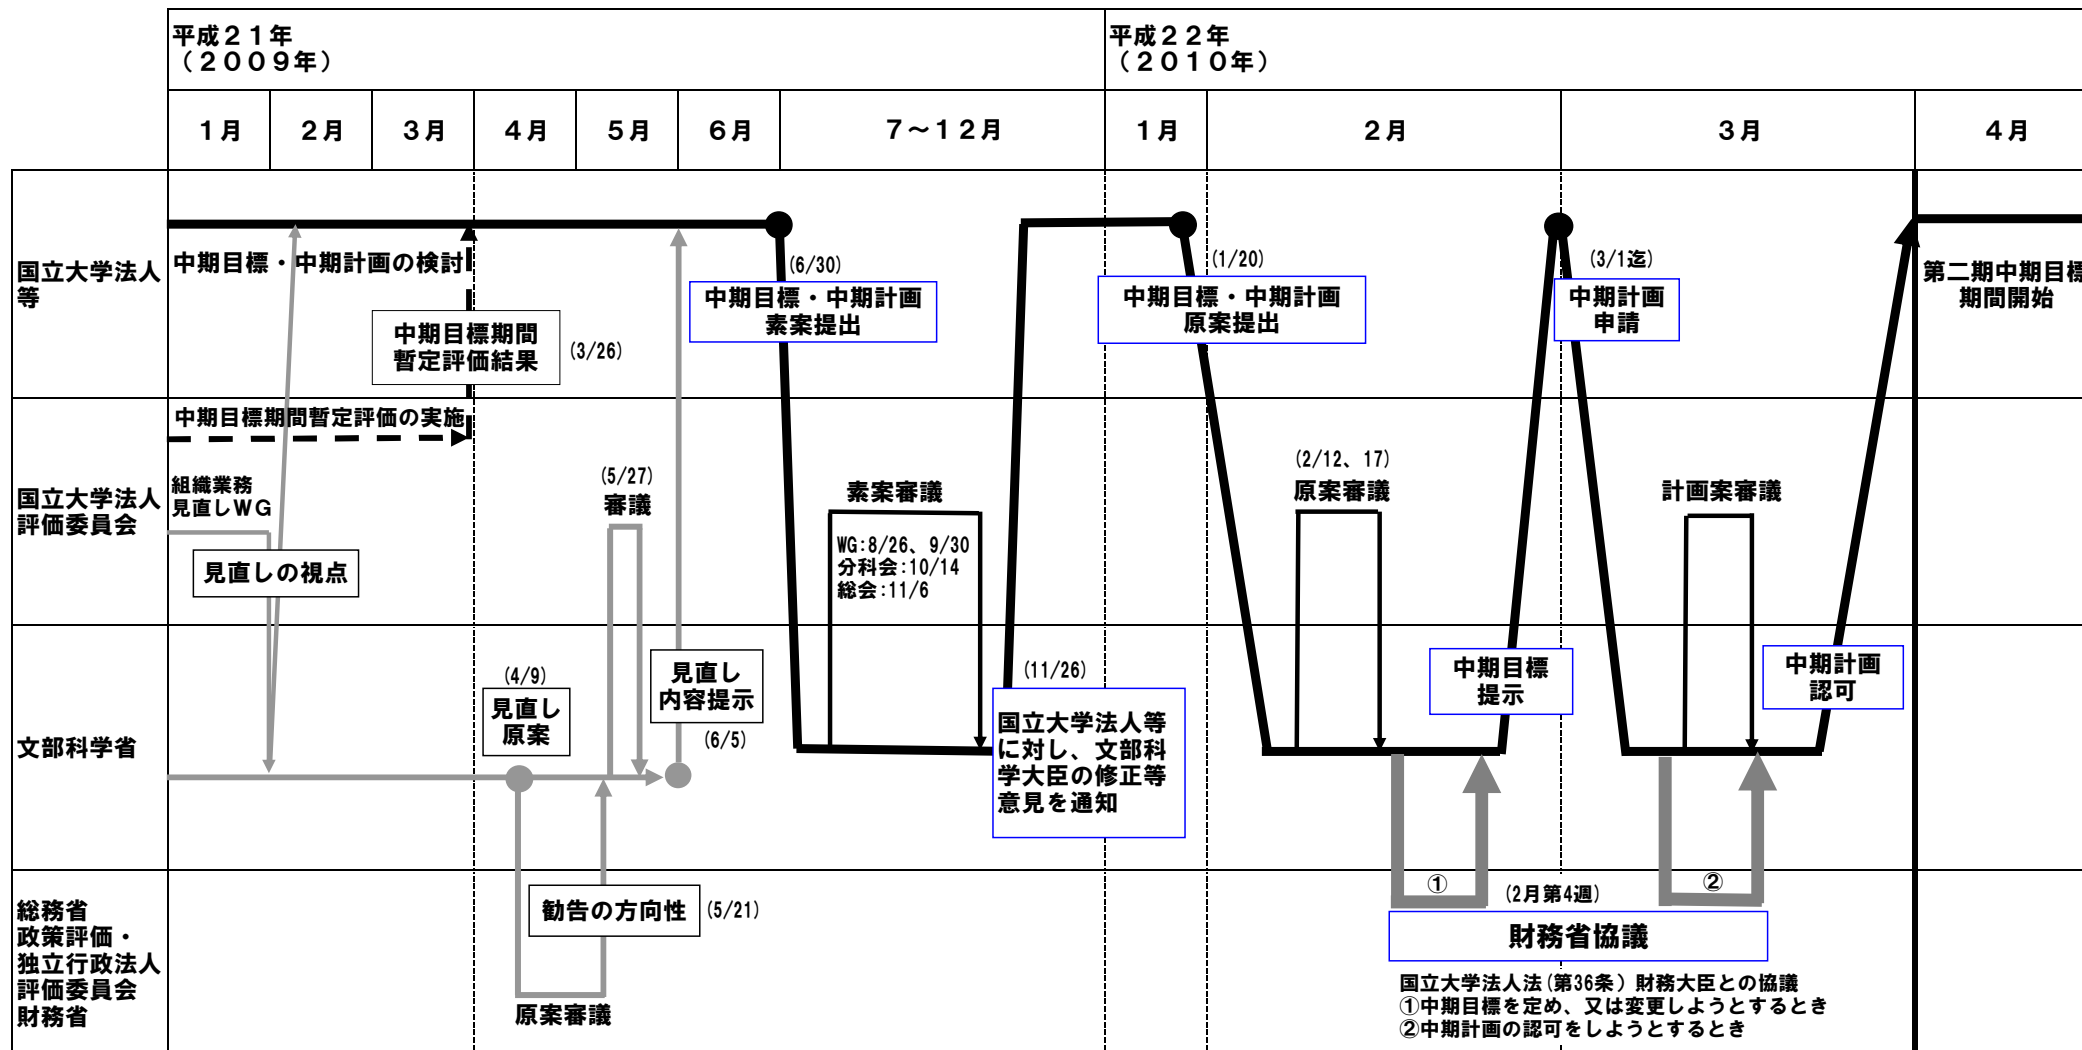 平成２１年
（２００９年）
平成２２年
（２０１０年）
１月
２月
３月
４月
５月
６月
７～１２月
１月
２月
３月
４月
国立大学法人
等
中期目標・中期計画の検討
中期目標期間
暫定評価結果
(3/26)
(6/30)
中期目標・中期計画
素案提出
(1/20)
中期目標・中期計画
原案提出
(3/1迄)
中期計画
申請
第二期中期目標
期間開始
国立大学法人
評価委員会
中期目標期間暫定評価の実施
組織業務
見直しＷＧ
見直しの視点
(5/27)
審議
素案審議
WG:8/26、9/30
分科会:10/14
総会:11/6
(2/12、17)
原案審議
計画案審議
文部科学省
(4/9)
見直し
原案
見直し
内容提示
(6/5)
(11/26)
国立大学法人等
に対し、文部科
学大臣の修正等
意見を通知
中期目標
提示
中期計画
認可
総務省
政策評価・
独立行政法人
評価委員会
財務省
勧告の方向性
(5/21)
原案審議
①
(2月第4週)
②
財務省協議
国立大学法人法(第36条）財務大臣との協議
①中期目標を定め、又は変更しようとするとき
②中期計画の認可をしようとするとき